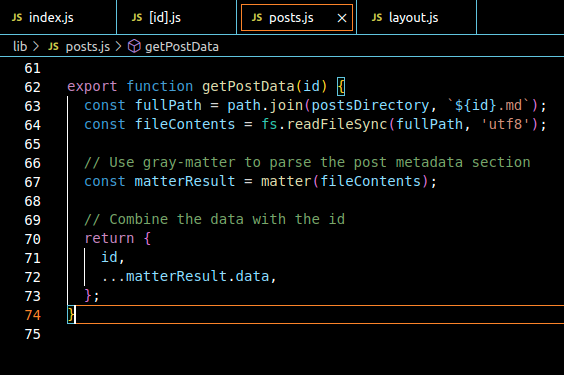 JS index.js JS [id].js JS posts.js × JS layout.js
lib > JS posts.js > getPostData
61
62 export function getPostData(id) {
63 const fullPath = path.join(postsDirectory, `${id}.md`);
64 const fileContents = fs.readFileSync(fullPath, 'utf8');
65
66 // Use gray-matter to parse the post metadata section
67 const matterResult = matter(fileContents);
68
69 // Combine the data with the id
70 return {
71 id,
72 ...matterResult.data,
73 };
74 }
75